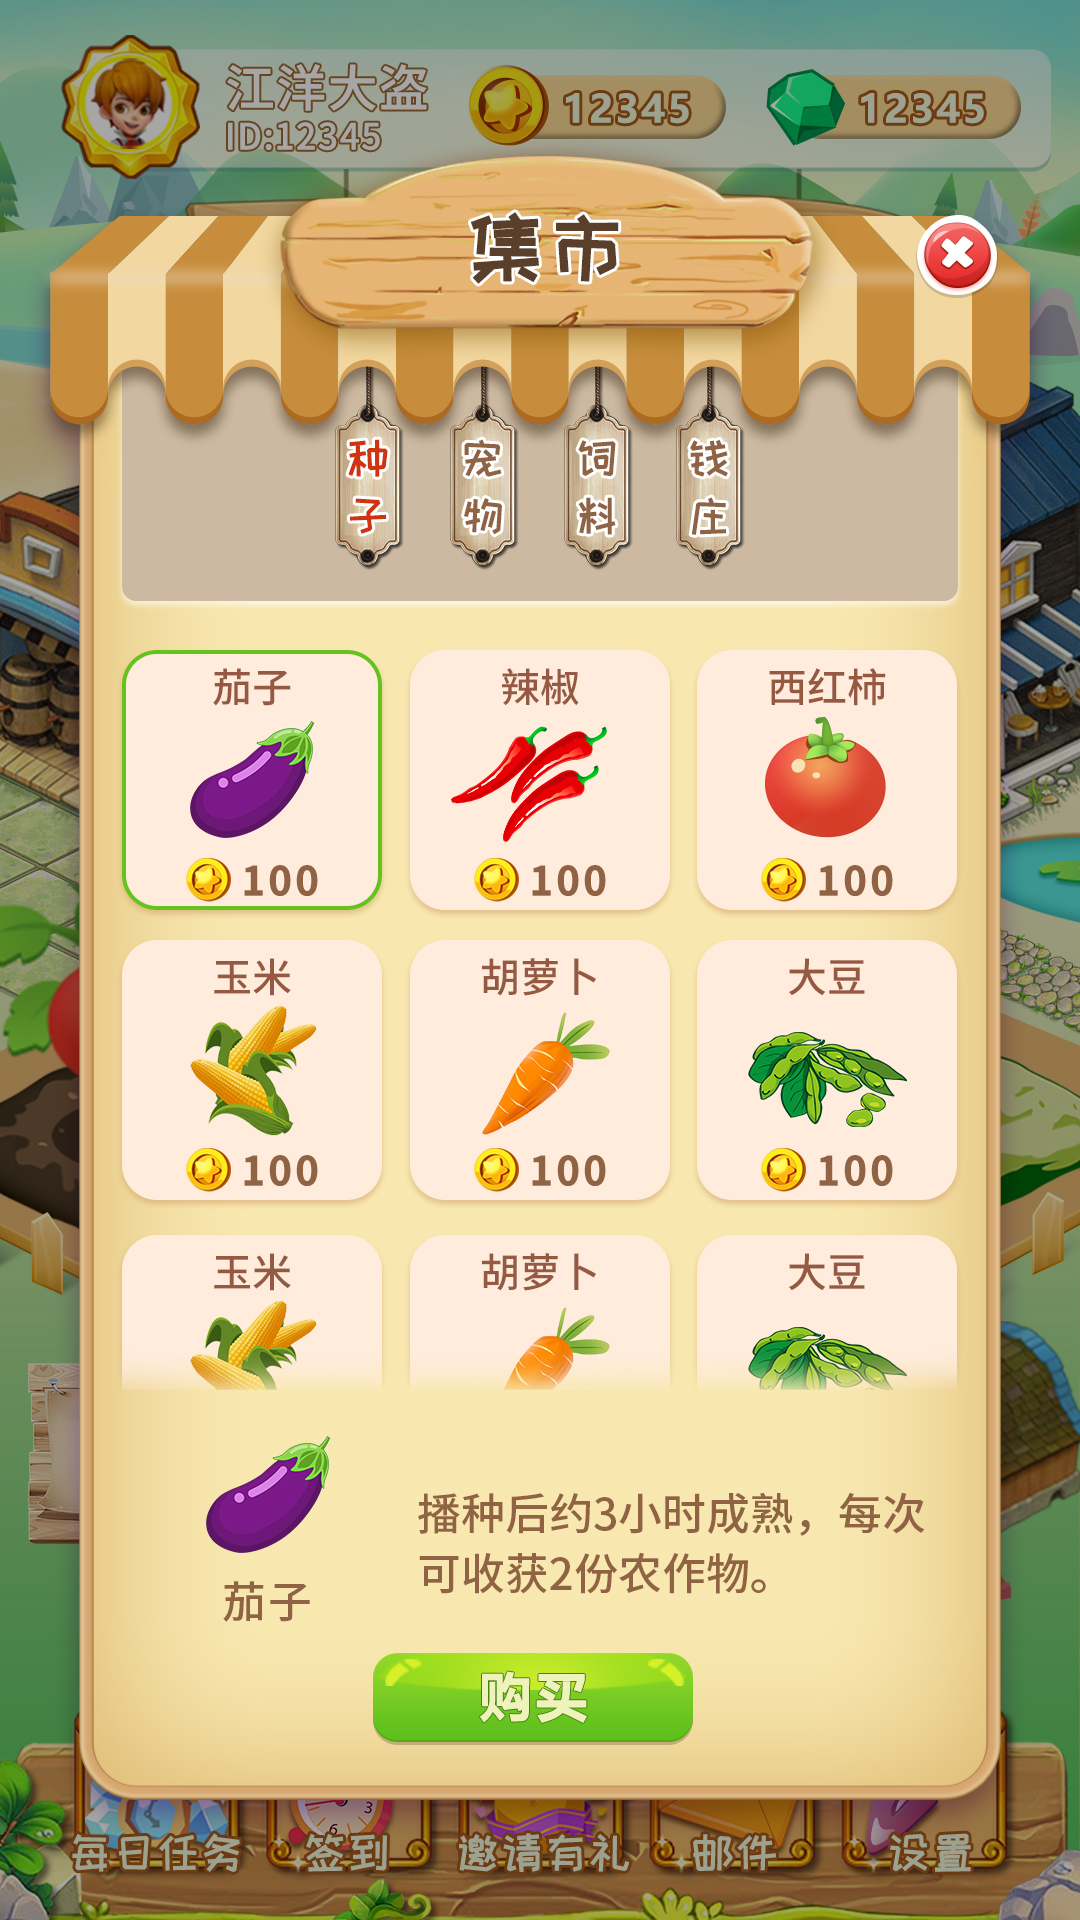 江洋大盗
ID:12345
12345
12345
集市
种子
宠物
饲料
钱庄
茄子
辣椒
西红柿
100
100
100
玉米
胡萝卜
大豆
100
100
100
玉米
胡萝卜
大豆
播种后约3小时成熟，每次
可收获2份农作物。
茄子
购买
3
6
每日任务
签到
邀请有礼
邮件
设置